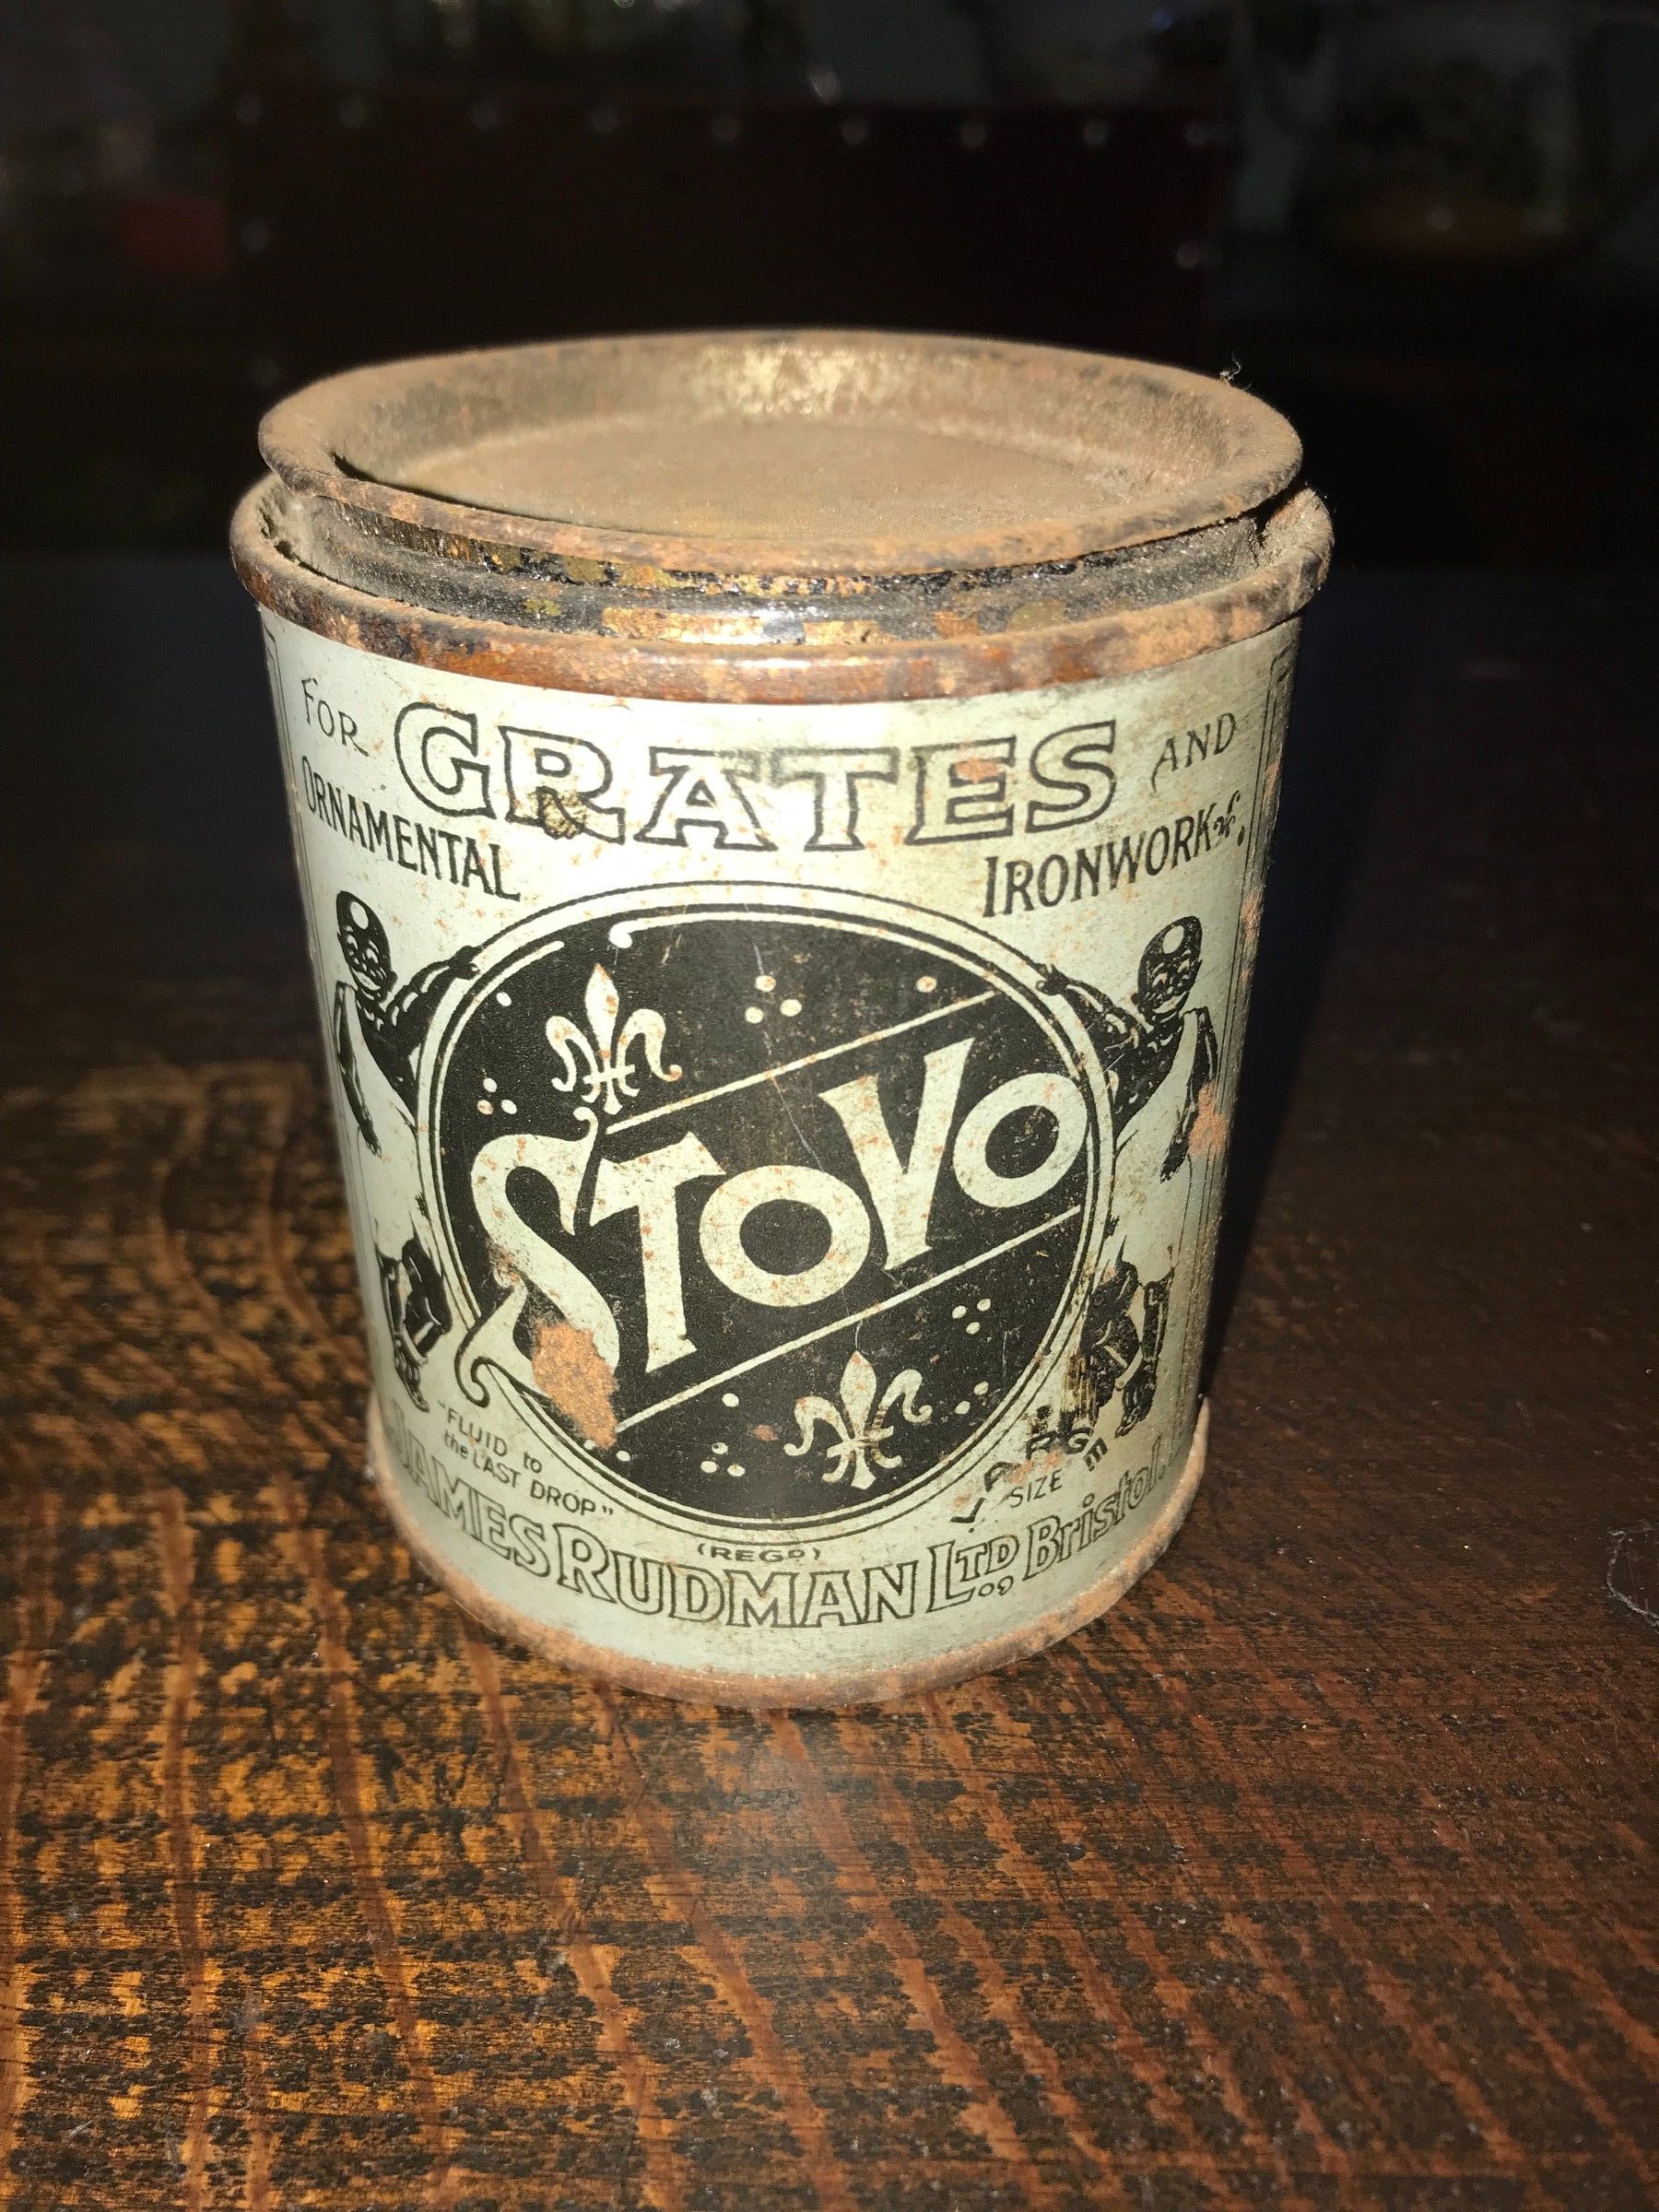 FOR GRATES AND
ORNAMENTAL IRONWORK
STOVO
"FLUID to
the LAST DROP"
LARGE
SIZE
(REGD)
JAMES RUDMAN LTD Bristol.